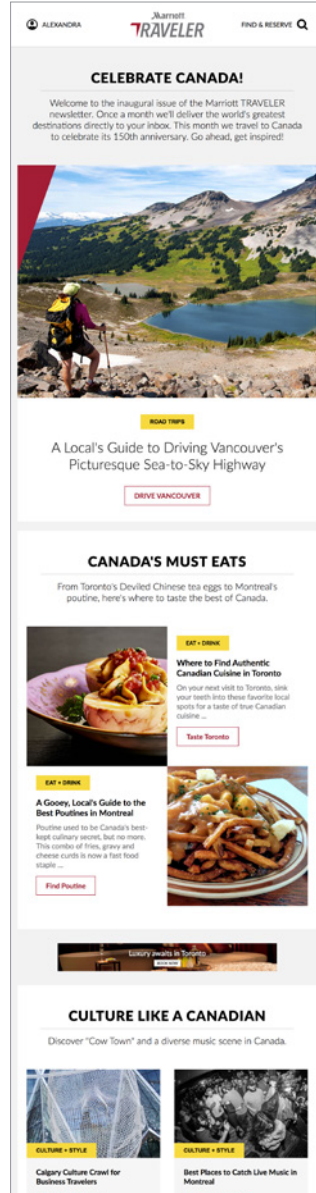 ALEXANDRA
Marriott
TRAVELER
FIND & RESERVE
CELEBRATE CANADA!
Welcome to the inaugural issue of the Marriott TRAVELER
newsletter. Once a month we'll deliver the world's greatest
destinations directly to your inbox. This month we travel to Canada
to celebrate its 150th anniversary. Go ahead, get inspired!
ROAD TRIPS
A Local's Guide to Driving Vancouver's
Picturesque Sea-to-Sky Highway
DRIVE VANCOUVER
CANADA'S MUST EATS
From Toronto's Deviled Chinese tea eggs to Montreal's
poutine, here's where to taste the best of Canada.
EAT + DRINK
Where to Find Authentic
Canadian Cuisine in Toronto
On your next visit to Toronto, sink
your teeth into these favorite local
spots for a taste of true Canadian
cuisine ...
Taste Toronto
EAT + DRINK
A Gooey, Local's Guide to the
Best Poutines in Montreal
Poutine used to be Canada's best-
kept culinary secret, but no more.
This combo of fries, gravy and
cheese curds is now a fast food
staple ...
Find Poutine
Luxury awaits in Toronto
BOOK NOW
CULTURE LIKE A CANADIAN
Discover "Cow Town" and a diverse music scene in Canada.
CULTURE + STYLE
Calgary Culture Crawl for
Business Travelers
CULTURE + STYLE
Best Places to Catch Live Music in
Montreal